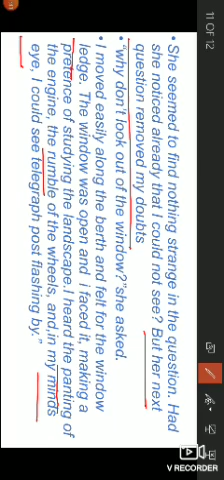 11 OF 12
• She seemed to find nothing strange in the question. Had
she noticed already that I could not see? But her next
question removed my doubts
• "why don't look out of the window?"she asked.
• I moved easily along the berth and felt for the window
ledge. The window was open and i faced it, making a
pretence of studying the landscape.I heard the panting of
the engine, the rumble of the wheels, and,in my minds
eye, I could see telegraph post flashing by."
V RECORDER